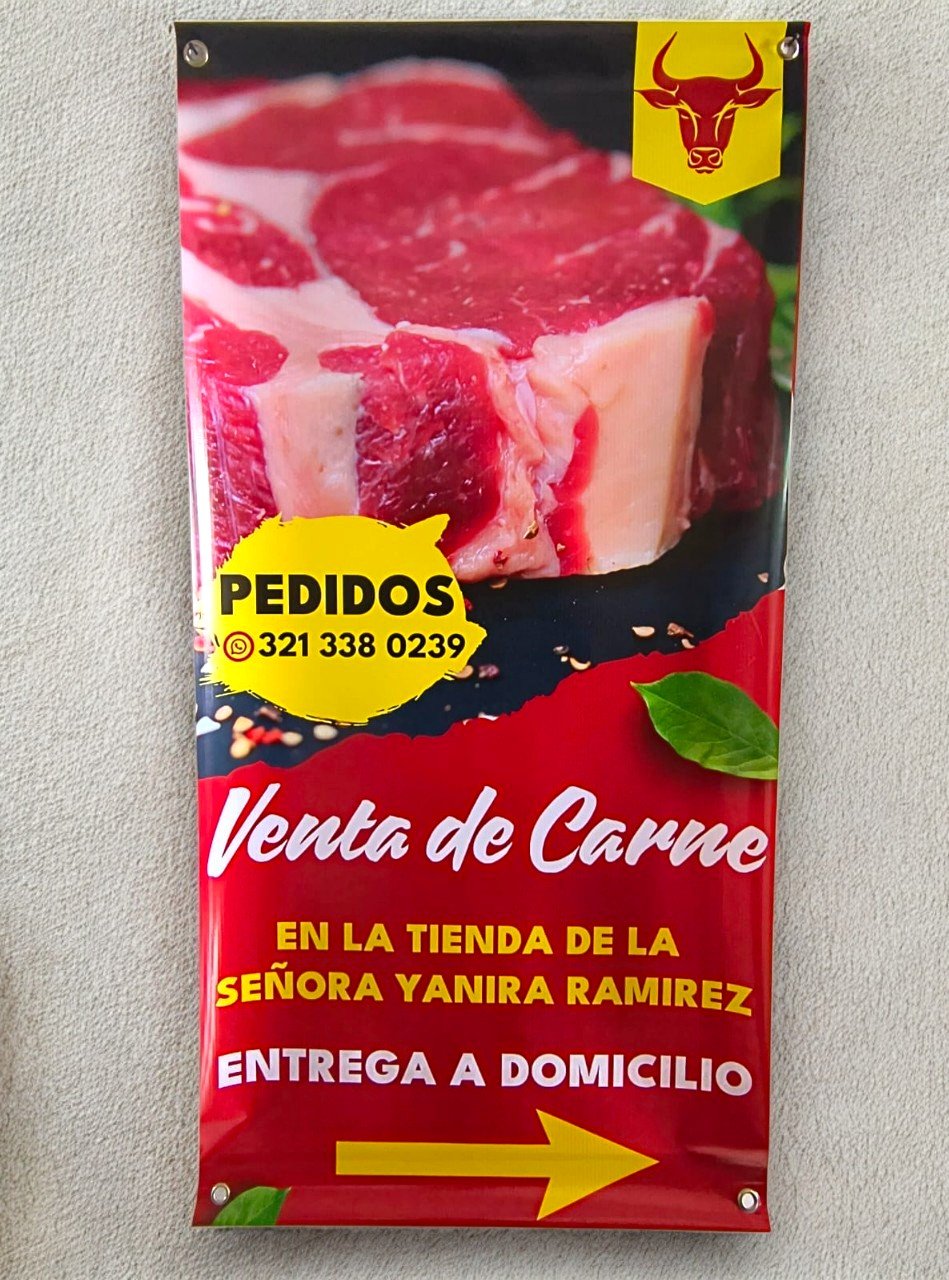 PEDIDOS
321 338 0239
Venta de Carne
EN LA TIENDA DE LA
SEÑORA YANIRA RAMIREZ
ENTREGA A DOMICILIO